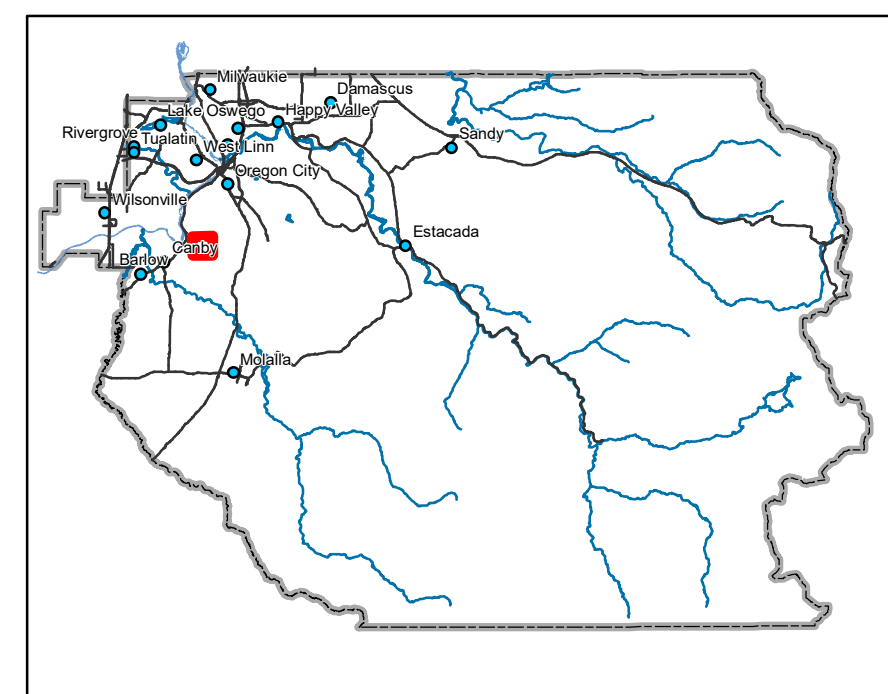 Milwaukie
Damascus
Lake Oswego
Happy Valley
Rivergrove
Tualatin
West Linn
Sandy
Oregon City
Wilsonville
Estacada
Canby
Barlow
Molalla